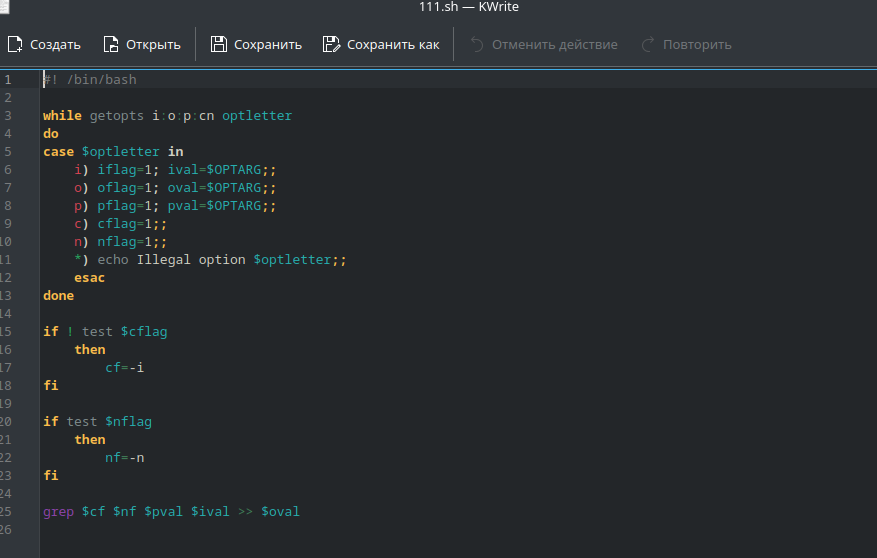 111.sh — KWrite
Создать Открыть Сохранить Сохранить как Отменить действие Повторить
1 #! /bin/bash
2
3 while getopts i:o:p:cn optletter
4 do
5 case $optletter in
6 i) iflag=1; ival=$OPTARG;;
7 o) oflag=1; oval=$OPTARG;;
8 p) pflag=1; pval=$OPTARG;;
9 c) cflag=1;;
10 n) nflag=1;;
11 *) echo Illegal option $optletter;;
12 esac
13 done
14
15 if ! test $cflag
16 then
17 cf=-i
18 fi
19
20 if test $nflag
21 then
22 nf=-n
23 fi
24
25 grep $cf $nf $pval $ival >> $oval
26